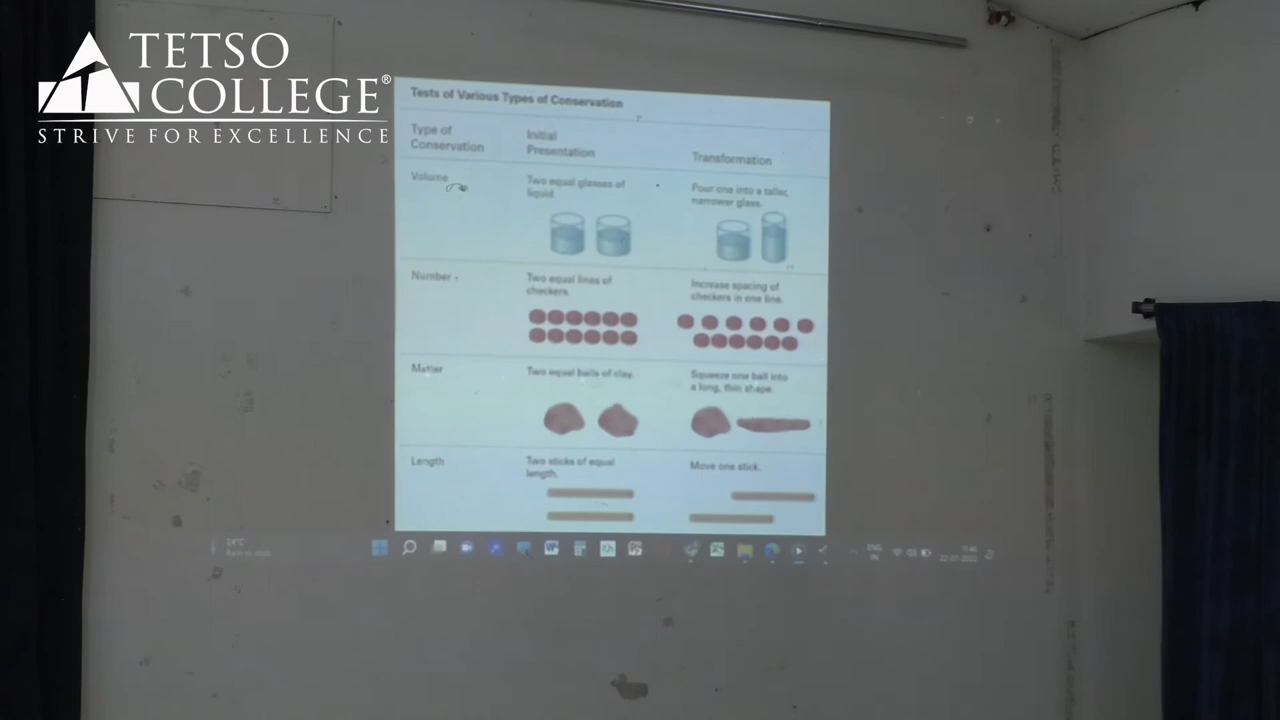 TETSO
COLLEGE®
STRIVE FOR EXCELLENCE
Tests of Various Types of Conservation
Type of
Conservation
Initial
Presentation
Transformation
Volume
Two equal glasses of
liquid.
Pour one into a taller,
narrower glass.
Number
Two equal lines of
checkers.
Increase spacing of
checkers in one line.
Matter
Two equal balls of clay.
Squeeze one ball into
a long, thin shape.
Length
Two sticks of equal
length.
Move one stick.
ENG
IN